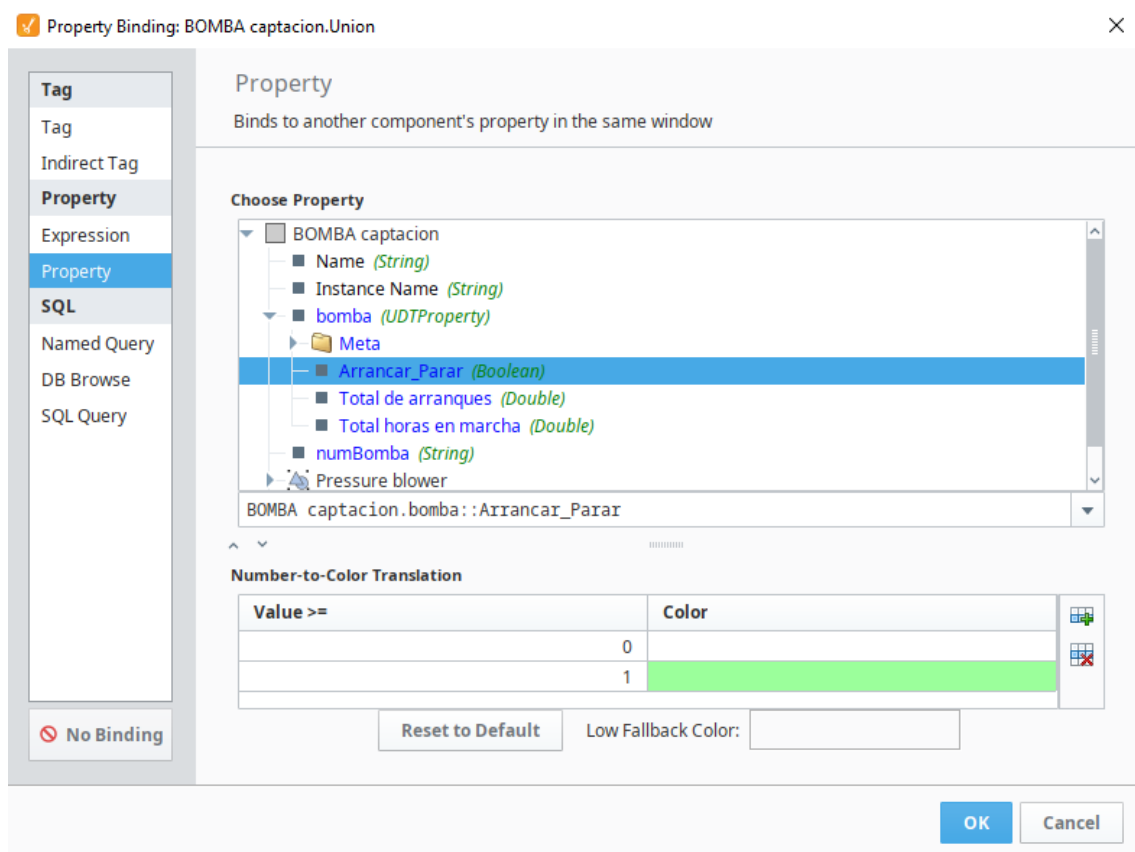 Property Binding: BOMBA captacion.Union
Tag
Tag
Indirect Tag
Property
Expression
Property
SQL
Named Query
DB Browse
SQL Query
No Binding
Property
Binds to another component's property in the same window
Choose Property
BOMBA captacion
Name (String)
Instance Name (String)
bomba (UDTProperty)
Meta
Arrancar_Parar (Boolean)
Total de arranques (Double)
Total horas en marcha (Double)
numBomba (String)
Pressure blower
BOMBA captacion.bomba::Arrancar_Parar
Number-to-Color Translation
Value >= Color
0
1
Reset to Default Low Fallback Color:
OK Cancel